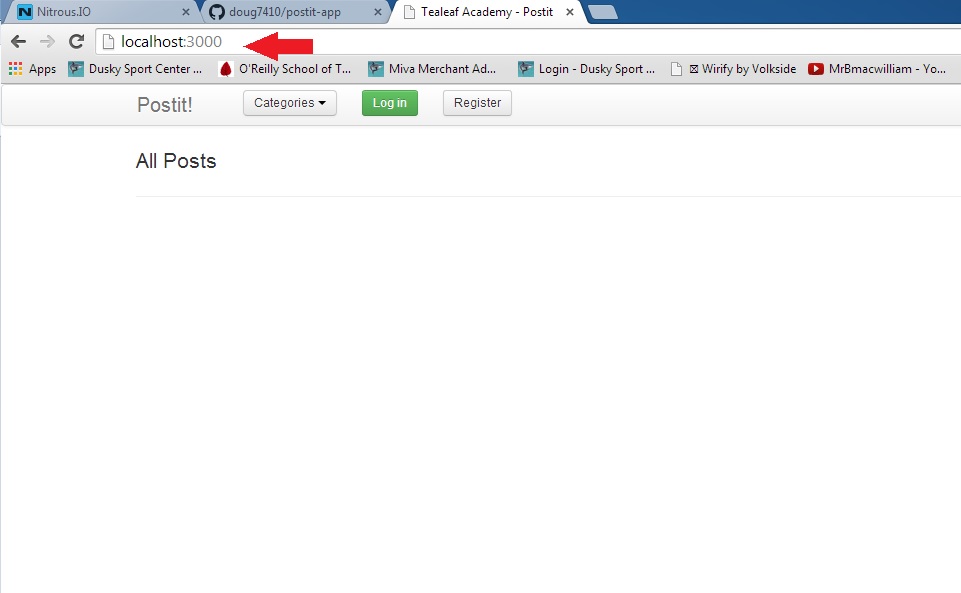 Nitrous.IO
doug7410/postit-app
Tealeaf Academy - Postit
localhost:3000
Apps
Dusky Sport Center ...
O'Reilly School of T...
Miva Merchant Ad...
Login - Dusky Sport ...
Wirify by Volkside
MrBmacwilliam - Yo...
Postit!
Categories
Log in
Register
All Posts